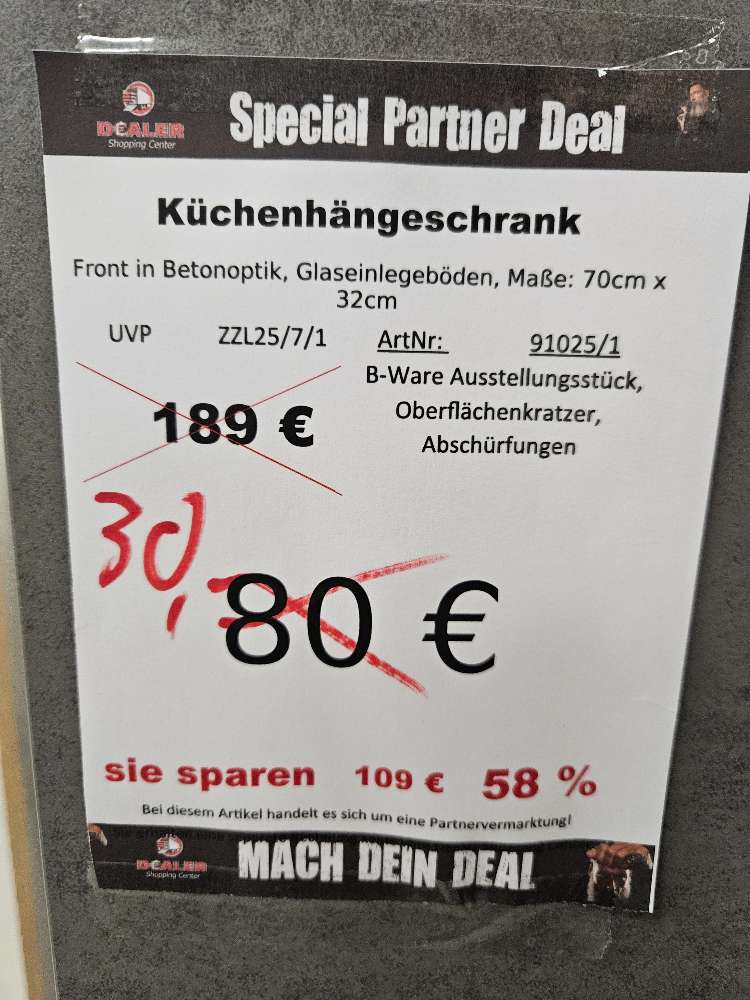 DEALER
Shopping Center
Special Partner Deal
Küchenhängeschrank
Front in Betonoptik, Glaseinlegeböden, Maße: 70cm x
32cm
UVP ZZL25/7/1 ArtNr: 91025/1
B-Ware Ausstellungsstück,
Oberflächenkratzer,
Abschürfungen
189 €
30,-
80 €
sie sparen 109 € 58 %
Bei diesem Artikel handelt es sich um eine Partnervermarktung!
DEALER
Shopping Center
MACH DEIN DEAL